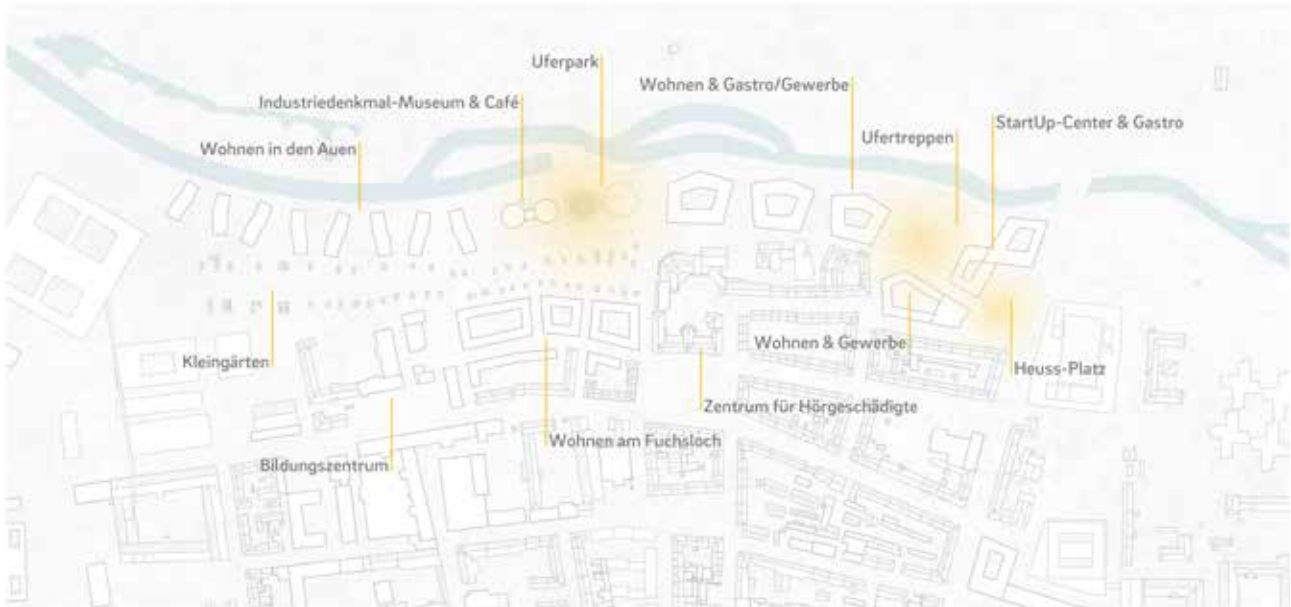 Uferpark
Wohnen & Gastro/Gewerbe
Industriedenkmal-Museum & Café
StartUp-Center & Gastro
Ufertreppen
Wohnen in den Auen
Wohnen & Gewerbe
Kleingärten
Heuss-Platz
Zentrum für Hörgeschädigte
Wohnen am Fuchsloch
Bildungszentrum